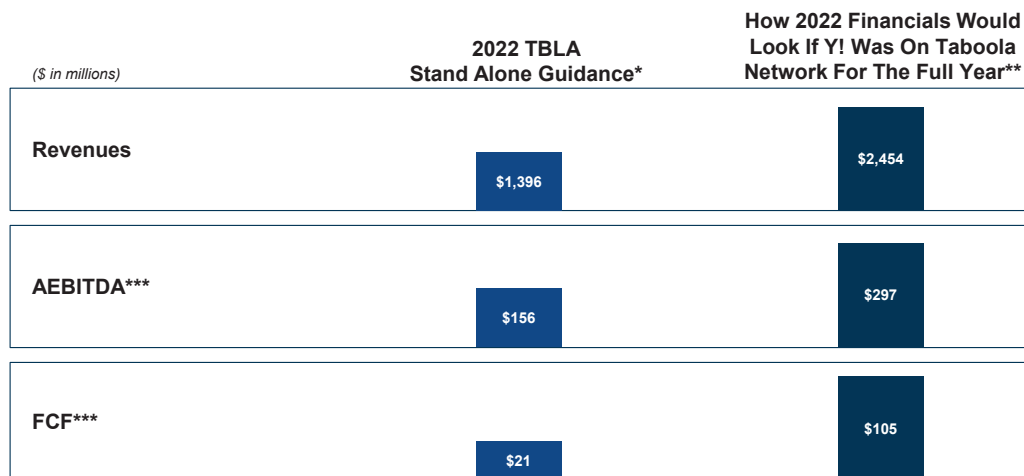 ($ in millions)
2022 TBLA
Stand Alone Guidance*
How 2022 Financials Would
Look If Y! Was On Taboola
Network For The Full Year**
Revenues
$1,396
$2,454
AEBITDA***
$156
$297
FCF***
$21
$105